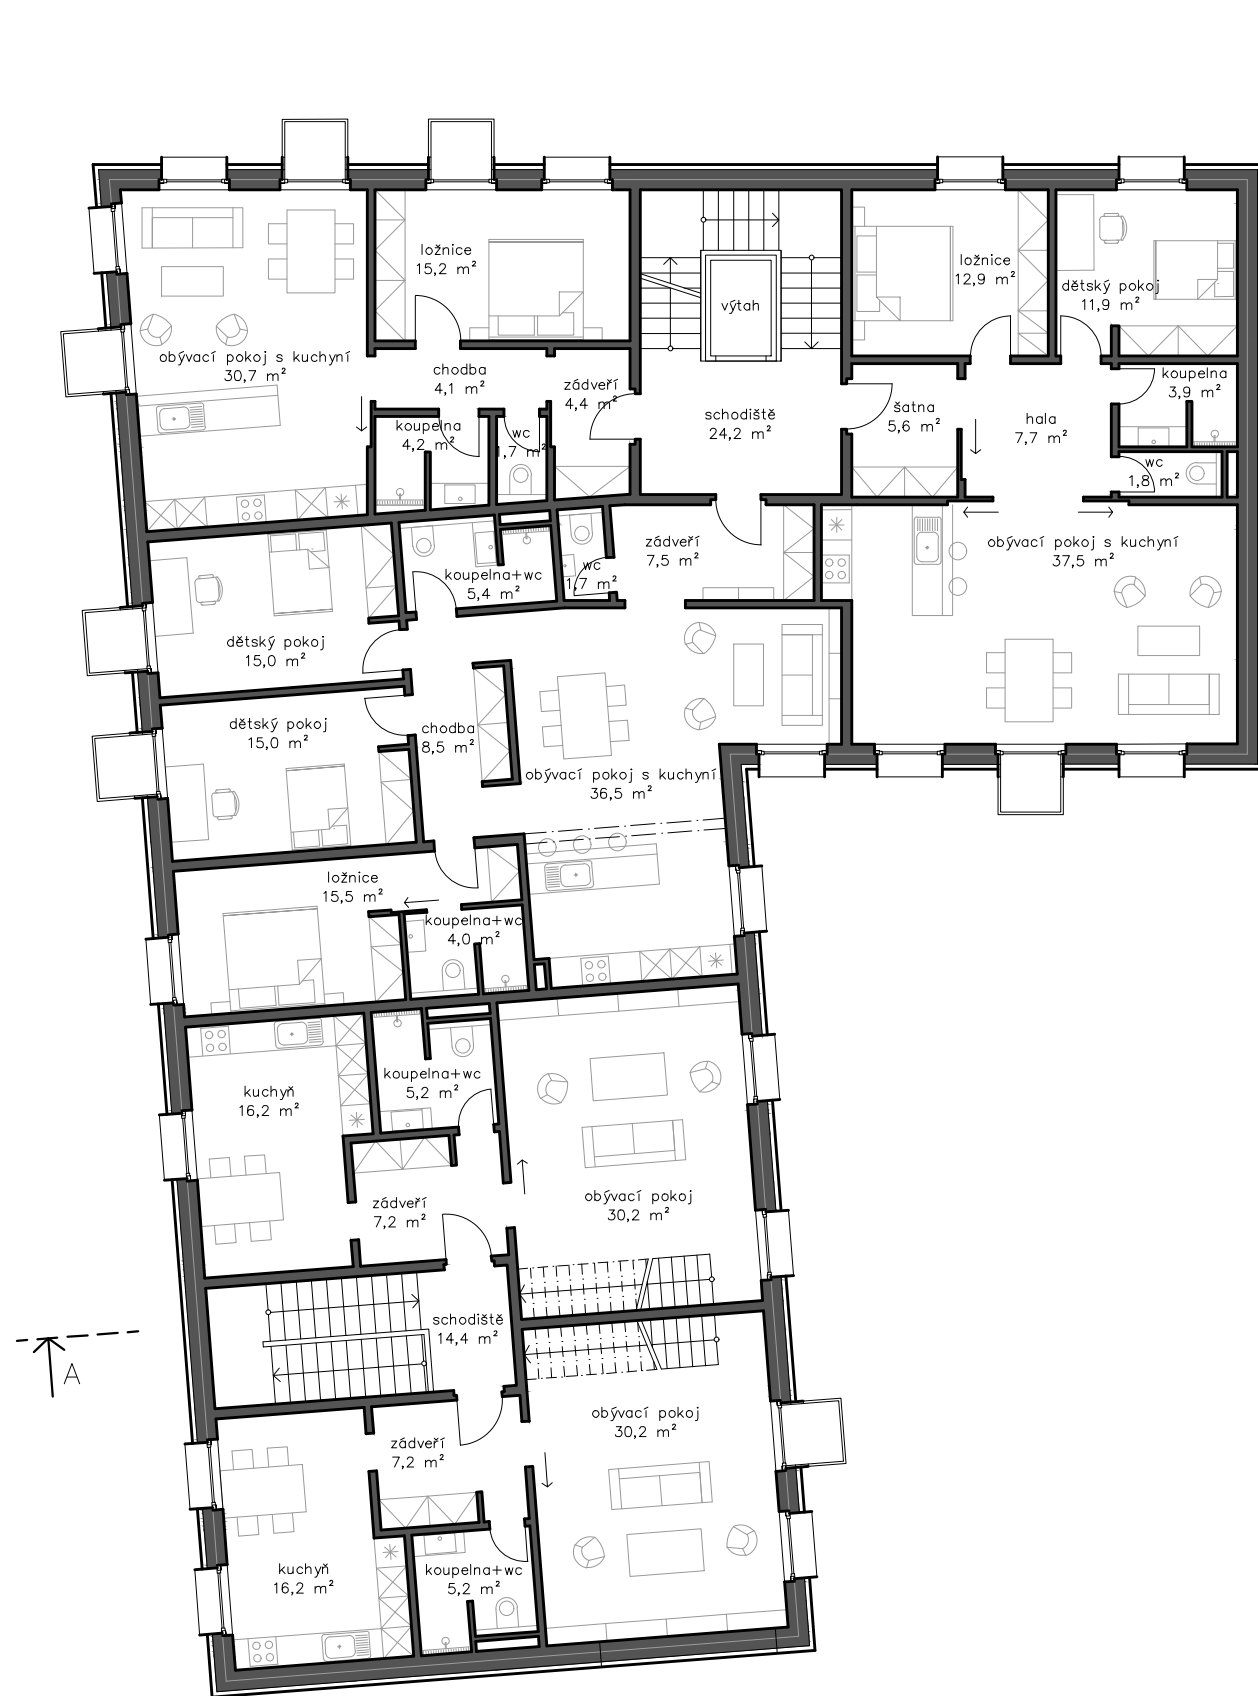 ložnice
15,2 m²
výtah
ložnice
12,9 m²
dětský pokoj
11,9 m²
obývací pokoj s kuchyní
30,7 m²
chodba
4,1 m²
zádveří
4,4 m²
koupelna
3,9 m²
schodiště
24,2 m²
šatna
5,6 m²
hala
7,7 m²
koupelna
4,2 m²
wc
1,7 m²
wc
1,8 m²
zádveří
7,5 m²
obývací pokoj s kuchyní
37,5 m²
koupelna+wc
5,4 m²
wc
1,7 m²
dětský pokoj
15,0 m²
dětský pokoj
15,0 m²
chodba
8,5 m²
obývací pokoj s kuchyní
36,5 m²
ložnice
15,5 m²
koupelna+wc
4,0 m²
kuchyň
16,2 m²
koupelna+wc
5,2 m²
zádveří
7,2 m²
obývací pokoj
30,2 m²
schodiště
14,4 m²
A
obývací pokoj
30,2 m²
zádveří
7,2 m²
kuchyň
16,2 m²
koupelna+wc
5,2 m²